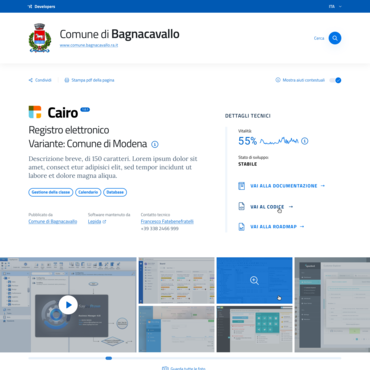 Developers
ITA
Comune di Bagnacavallo
www.comune.bagnacavallo.ra.it
Cerca
Condividi
Stampa pdf della pagina
Mostra aiuti contestuali
Cairo
Registro elettronico
Variante: Comune di Modena
Descrizione breve, di 150 caratteri. Lorem ipsum dolor sit
amet, consect etur adipisici elit, sed tempor incidunt ut
labore et dolore magna aliqua.
Gestione della classe
Calendario
Database
Pubblicato da
Comune di Bagnacavallo
Software mantenuto da
Lapida
Contatto tecnico
Francesco Fatebenefratelli
+39 338 2466 999
DETTAGLI TECNICI
Vitalità:
55%
Stato di sviluppo:
STABILE
VAI ALLA DOCUMENTAZIONE
VAI AL CODICE
VAI ALLA ROADMAP
Guarda tutte le foto